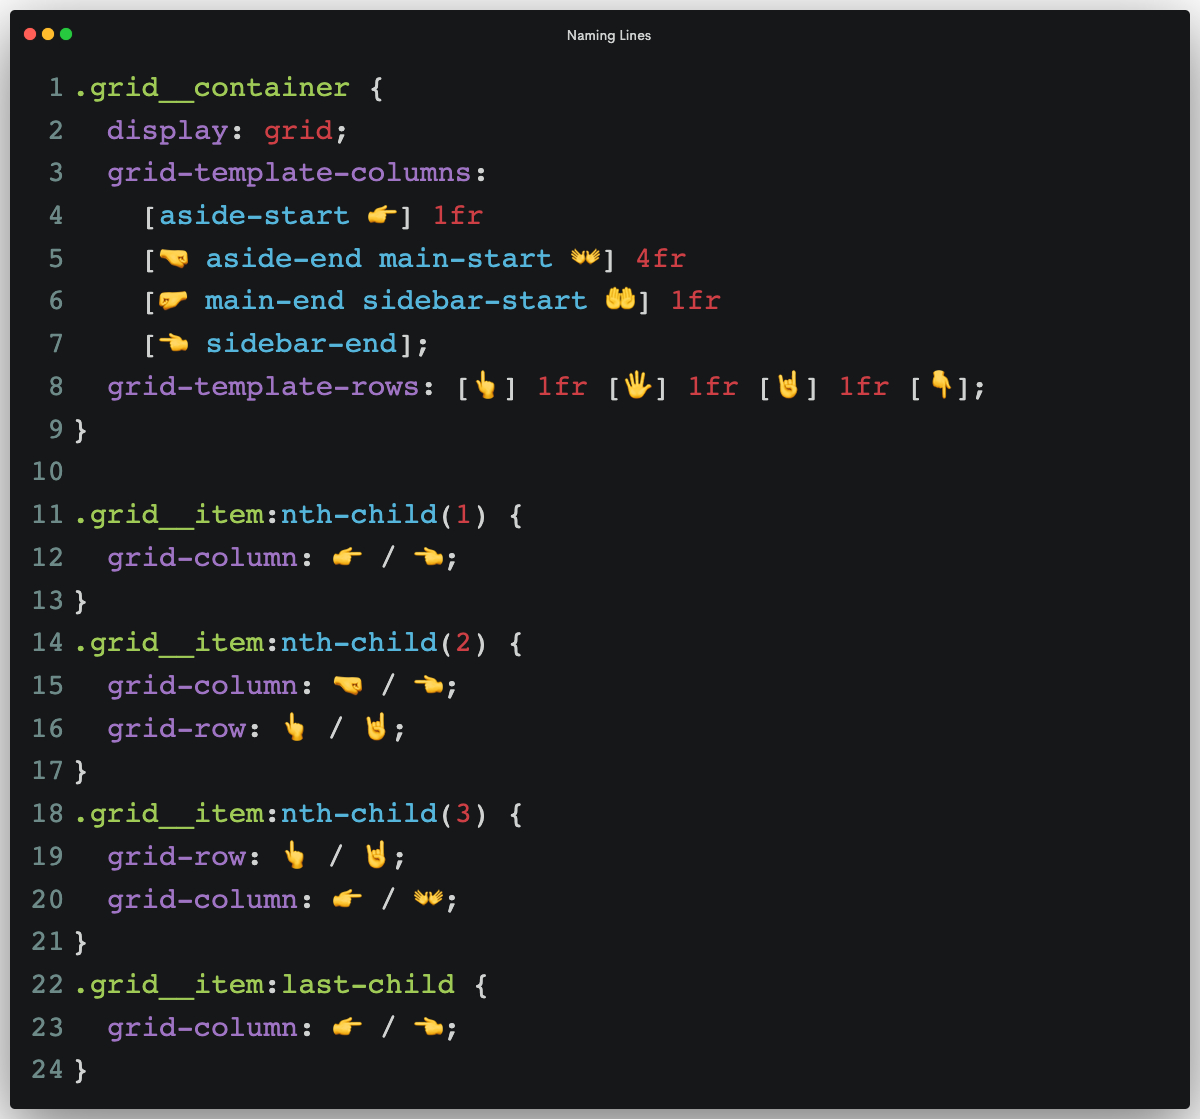 Naming Lines
1 .grid__container {
2   display: grid;
3   grid-template-columns:
4     [aside-start 👉] 1fr
5     [🤜 aside-end main-start 👐] 4fr
6     [🤛 main-end sidebar-start 🤲] 1fr
7     [👈 sidebar-end];
8   grid-template-rows: [👆] 1fr [🖐] 1fr [🤘] 1fr [👇];
9 }
10
11 .grid__item:nth-child(1) {
12   grid-column: 👉 / 👈;
13 }
14 .grid__item:nth-child(2) {
15   grid-column: 🤜 / 👈;
16   grid-row: 👆 / 🤘;
17 }
18 .grid__item:nth-child(3) {
19   grid-row: 👆 / 🤘;
20   grid-column: 👉 / 👐;
21 }
22 .grid__item:last-child {
23   grid-column: 👉 / 👈;
24 }